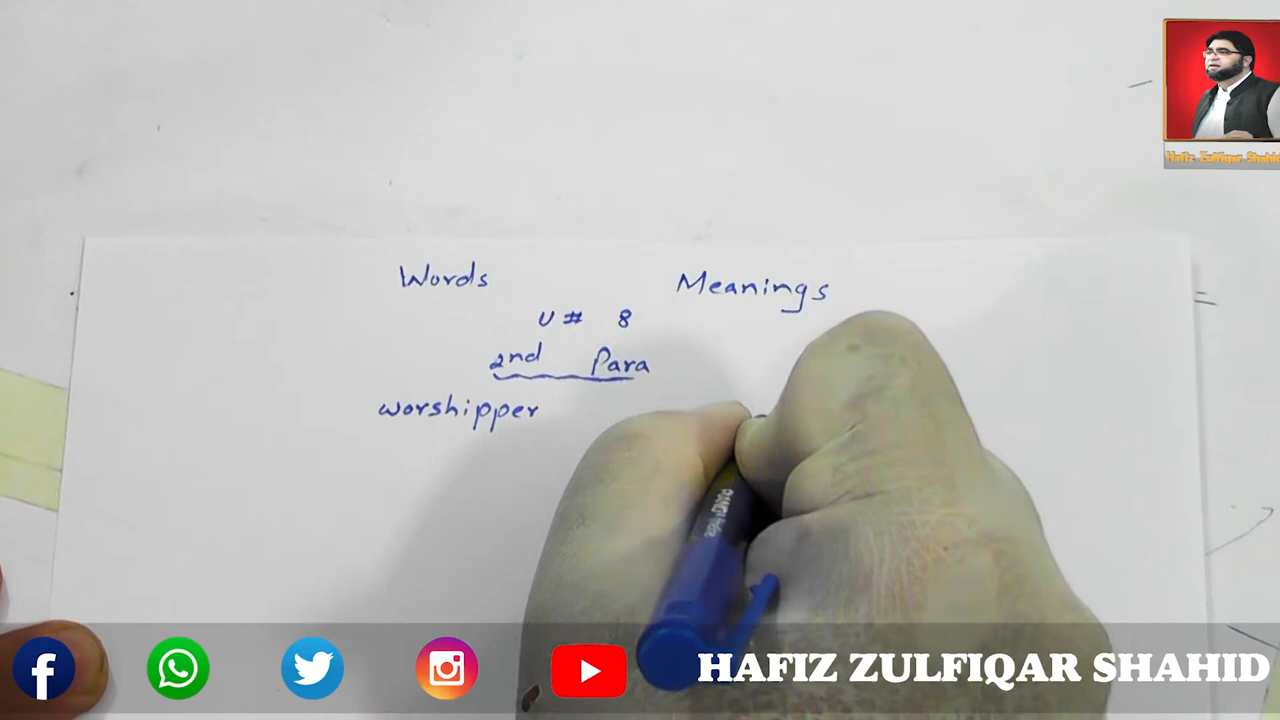 Hafiz Zulfiqar Shahid
Words Meanings
U# 8
2nd Para
worshipper
HAFIZ ZULFIQAR SHAHID